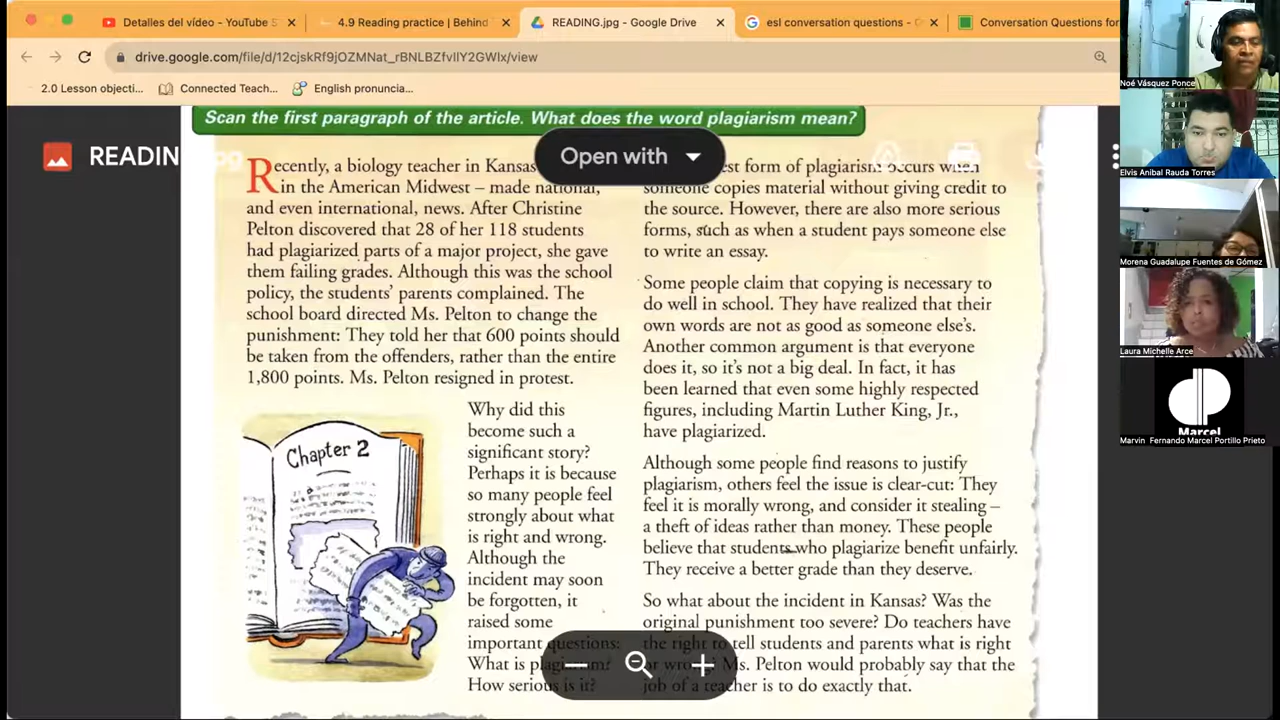 Detalles del vídeo - YouTube S
4.9 Reading practice | Behind T
READING.jpg - Google Drive
esl conversation questions - G
Conversation Questions for
drive.google.com/file/d/12cjskRf9jOZMNat_rBNLBZfvIlY2GWlx/view
2.0 Lesson objecti...
Connected Teach...
English pronuncia...
Scan the first paragraph of the article. What does the word plagiarism mean?
READIN
Open with
Recently, a biology teacher in Kansas
in the American Midwest – made national,
and even international, news. After Christine
Pelton discovered that 28 of her 118 students
had plagiarized parts of a major project, she gave
them failing grades. Although this was the school
policy, the students' parents complained. The
school board directed Ms. Pelton to change the
punishment: They told her that 600 points should
be taken from the offenders, rather than the entire
1,800 points. Ms. Pelton resigned in protest.
Chapter 2
Why did this
become such a
significant story?
Perhaps it is because
so many people feel
strongly about what
is right and wrong.
Although the
incident may soon
be forgotten, it
raised some
important questions:
What is plagiarism?
How serious is it?
est form of plagiarism occurs when
someone copies material without giving credit to
the source. However, there are also more serious
forms, such as when a student pays someone else
to write an essay.
Some people claim that copying is necessary to
do well in school. They have realized that their
own words are not as good as someone else's.
Another common argument is that everyone
does it, so it's not a big deal. In fact, it has
been learned that even some highly respected
figures, including Martin Luther King, Jr.,
have plagiarized.
Although some people find reasons to justify
plagiarism, others feel the issue is clear-cut: They
feel it is morally wrong, and consider it stealing –
a theft of ideas rather than money. These people
believe that students who plagiarize benefit unfairly.
They receive a better grade than they deserve.
So what about the incident in Kansas? Was the
original punishment too severe? Do teachers have
the right to tell students and parents what is right
or wrong? Ms. Pelton would probably say that the
job of a teacher is to do exactly that.
Noé Vásquez Ponce
Elvis Anibal Rauda Torres
Morena Guadalupe Fuentes de Gómez
Laura Michelle Arce
Marcel
Marvin Fernando Marcel Portillo Prieto